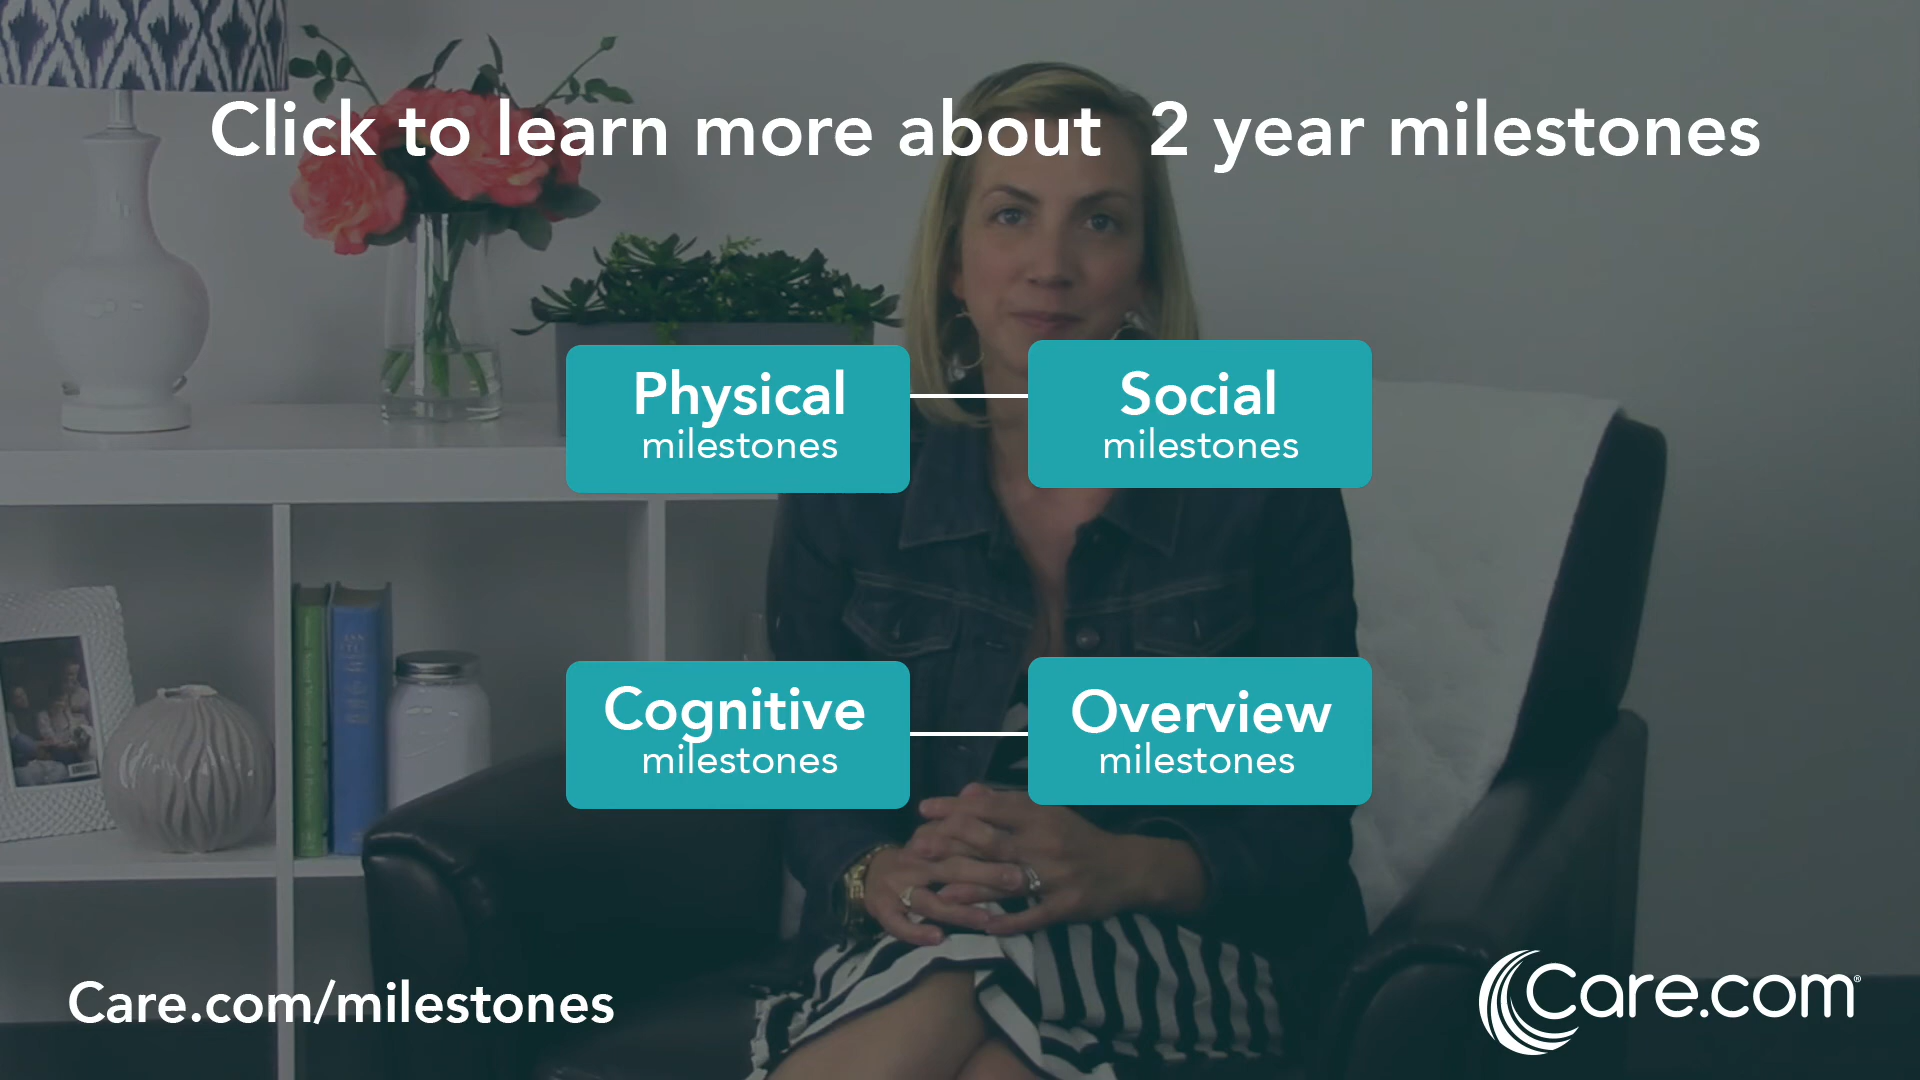 Click to learn more about 2 year milestones
Physical
milestones
Social
milestones
Cognitive
milestones
Overview
milestones
Care.com/milestones
Care.com®